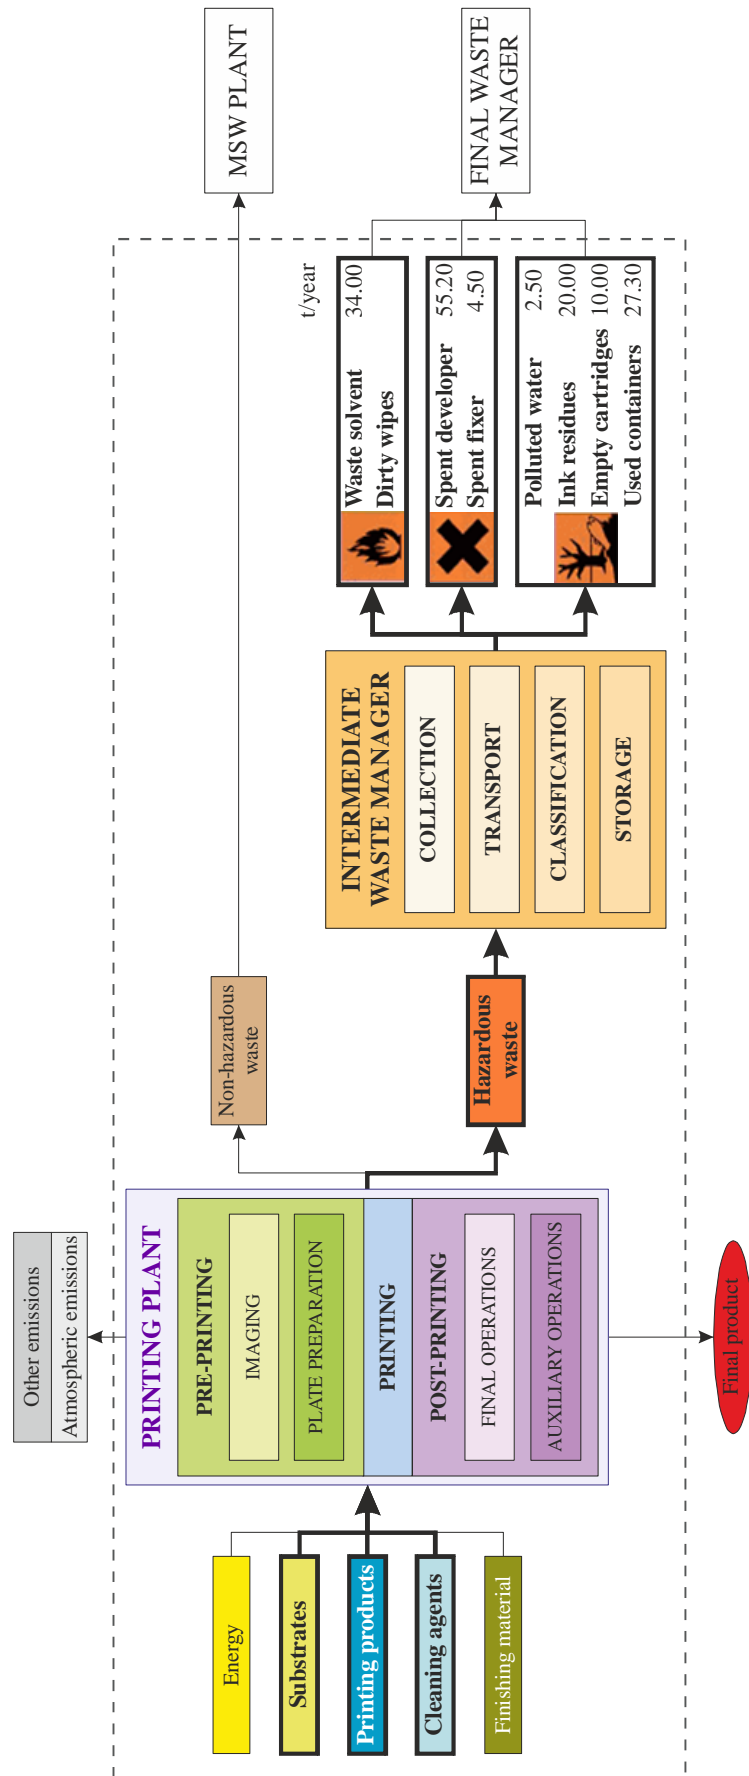 Energy
Substrates
Printing products
Cleaning agents
Finishing material
Other emissions
Atmospheric emissions
PRINTING PLANT
PRE-PRINTING
IMAGING
PLATE PREPARATION
PRINTING
POST-PRINTING
FINAL OPERATIONS
AUXILIARY OPERATIONS
Final product
Non-hazardous
waste
Hazardous
waste
INTERMEDIATE
WASTE MANAGER
COLLECTION
TRANSPORT
CLASSIFICATION
STORAGE
t/year
Waste solvent 34.00
Dirty wipes
Spent developer 55.20
Spent fixer 4.50
Polluted water 2.50
Ink residues 20.00
Empty cartridges 10.00
Used containers 27.30
MSW PLANT
FINAL WASTE
MANAGER